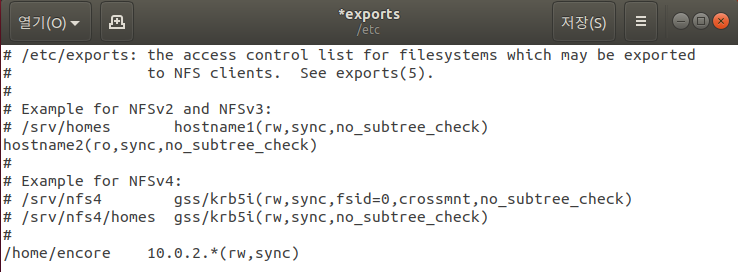 열기(O)
*exports
/etc
저장(S)
# /etc/exports: the access control list for filesystems which may be exported
#               to NFS clients.  See exports(5).
#
# Example for NFSv2 and NFSv3:
# /srv/homes       hostname1(rw,sync,no_subtree_check)
hostname2(ro,sync,no_subtree_check)
#
# Example for NFSv4:
# /srv/nfs4        gss/krb5i(rw,sync,fsid=0,crossmnt,no_subtree_check)
# /srv/nfs4/homes  gss/krb5i(rw,sync,no_subtree_check)
#
/home/encore    10.0.2.*(rw,sync)